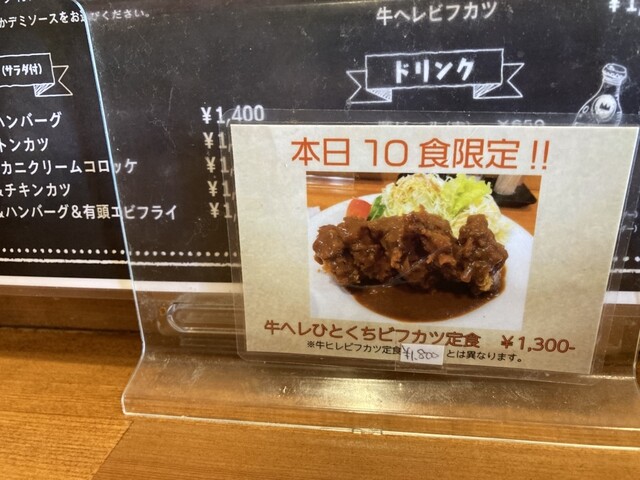 かデミソースをお選びください。
牛ヘレビフカツ
(サラダ付)
ドリンク
ハンバーグ
¥1,400
トンカツ
カニクリームコロッケ
&チキンカツ
&ハンバーグ&有頭エビフライ
本日10食限定!!
牛ヘレひとくちビフカツ定食 ¥1,300-
※牛ヒレビフカツ定食 ¥1,800 とは異なります。